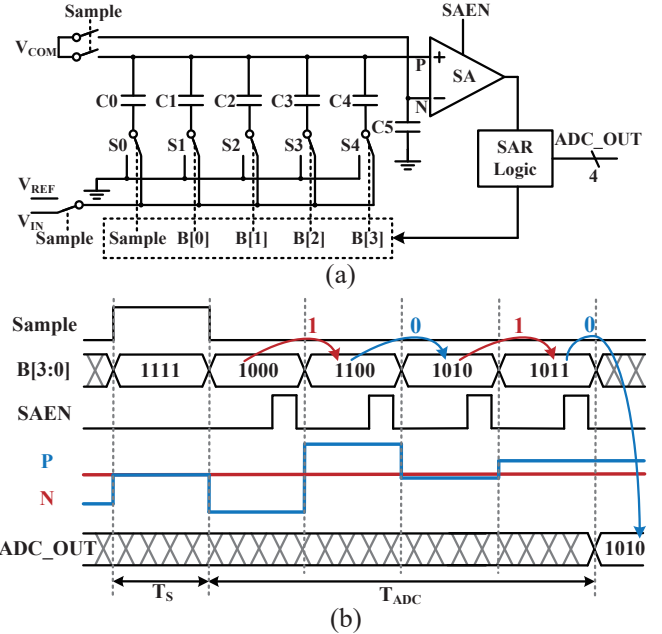 Sample
SAEN
V_COM
P
+
SA
N
−
C0 C1 C2 C3 C4
C5
S0 S1 S2 S3 S4
SAR
Logic
ADC_OUT
4
V_REF
V_IN
Sample
Sample B[0] B[1] B[2] B[3]
(a)
Sample
1 0 1 0
B[3:0] 1111 1000 1100 1010 1011
SAEN
P
N
ADC_OUT 1010
T_S T_ADC
(b)